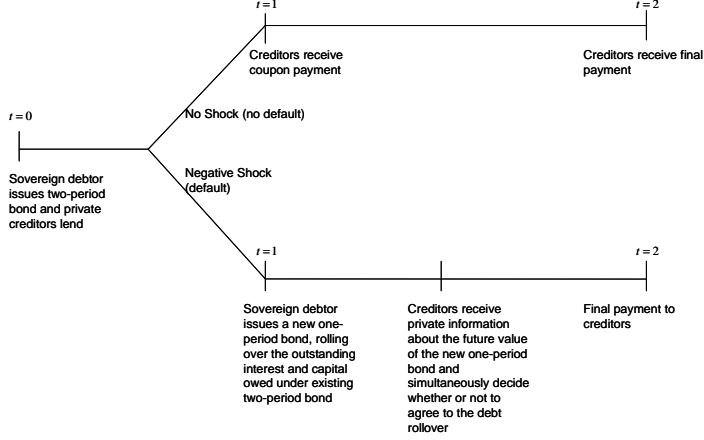 t = 1
t = 2
Creditors receive
coupon payment
Creditors receive final
payment
No Shock (no default)
t = 0
Negative Shock
(default)
Sovereign debtor
issues two-period
bond and private
creditors lend
t = 1
t = 2
Sovereign debtor
issues a new one-
period bond, rolling
over the outstanding
interest and capital
owed under existing
two-period bond
Creditors receive
private information
about the future value
of the new one-period
bond and
simultaneously decide
whether or not to
agree to the debt
rollover
Final payment to
creditors